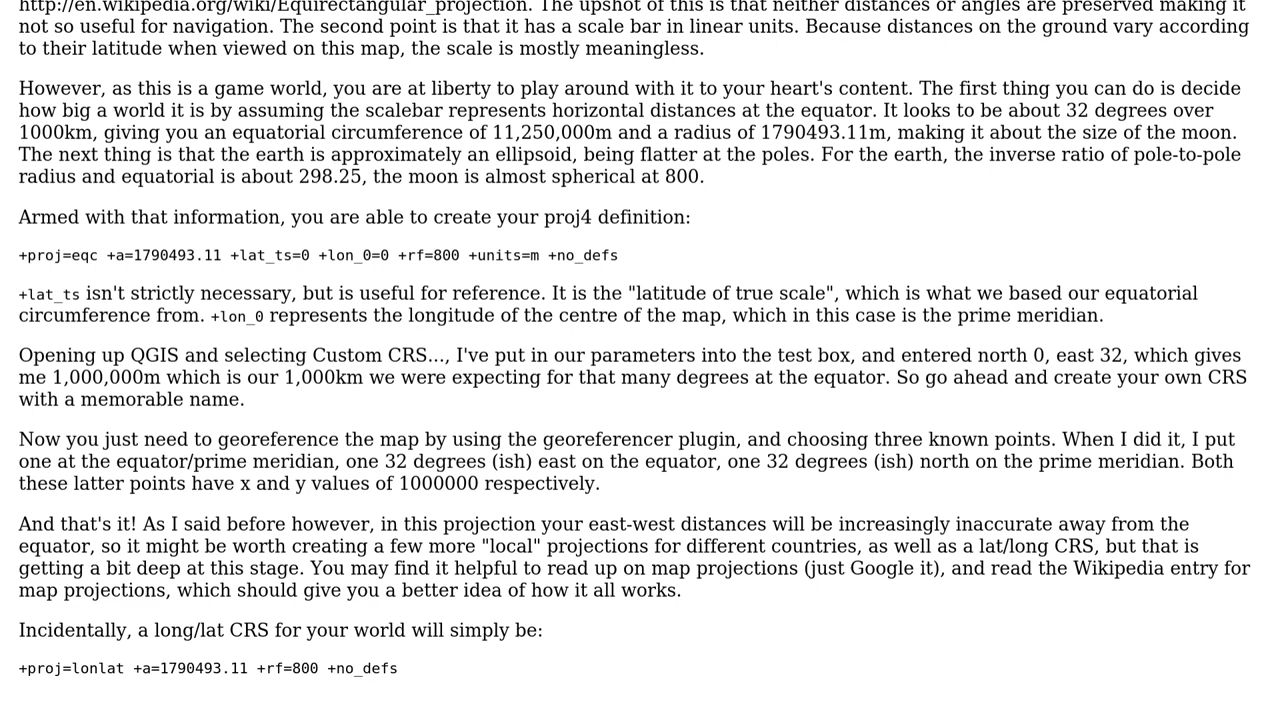 http://en.wikipedia.org/wiki/Equirectangular_projection. The upshot of this is that neither distances or angles are preserved making it
not so useful for navigation. The second point is that it has a scale bar in linear units. Because distances on the ground vary according
to their latitude when viewed on this map, the scale is mostly meaningless.
However, as this is a game world, you are at liberty to play around with it to your heart's content. The first thing you can do is decide
how big a world it is by assuming the scalebar represents horizontal distances at the equator. It looks to be about 32 degrees over
1000km, giving you an equatorial circumference of 11,250,000m and a radius of 1790493.11m, making it about the size of the moon.
The next thing is that the earth is approximately an ellipsoid, being flatter at the poles. For the earth, the inverse ratio of pole-to-pole
radius and equatorial is about 298.25, the moon is almost spherical at 800.
Armed with that information, you are able to create your proj4 definition:
+proj=eqc +a=1790493.11 +lat_ts=0 +lon_0=0 +rf=800 +units=m +no_defs
+lat_ts isn't strictly necessary, but is useful for reference. It is the "latitude of true scale", which is what we based our equatorial
circumference from. +lon_0 represents the longitude of the centre of the map, which in this case is the prime meridian.
Opening up QGIS and selecting Custom CRS..., I've put in our parameters into the test box, and entered north 0, east 32, which gives
me 1,000,000m which is our 1,000km we were expecting for that many degrees at the equator. So go ahead and create your own CRS
with a memorable name.
Now you just need to georeference the map by using the georeferencer plugin, and choosing three known points. When I did it, I put
one at the equator/prime meridian, one 32 degrees (ish) east on the equator, one 32 degrees (ish) north on the prime meridian. Both
these latter points have x and y values of 1000000 respectively.
And that's it! As I said before however, in this projection your east-west distances will be increasingly inaccurate away from the
equator, so it might be worth creating a few more "local" projections for different countries, as well as a lat/long CRS, but that is
getting a bit deep at this stage. You may find it helpful to read up on map projections (just Google it), and read the Wikipedia entry for
map projections, which should give you a better idea of how it all works.
Incidentally, a long/lat CRS for your world will simply be:
+proj=lonlat +a=1790493.11 +rf=800 +no_defs